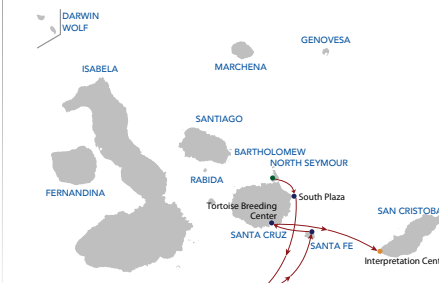 DARWIN
WOLF
GENOVESA
ISABELA
MARCHENA
SANTIAGO
BARTHOLOMEW
NORTH SEYMOUR
RABIDA
FERNANDINA
South Plaza
Tortoise Breeding
Center
SAN CRISTOBA
SANTA CRUZ
SANTA FE
Interpretation Cent